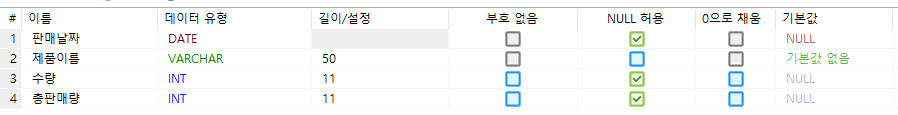 # 이름 데이터 유형 길이/설정 부호 없음 NULL 허용 0으로 채움 기본값
1 판매날짜 DATE NULL
2 제품이름 VARCHAR 50 기본값 없음
3 수량 INT 11 NULL
4 총판매량 INT 11 NULL